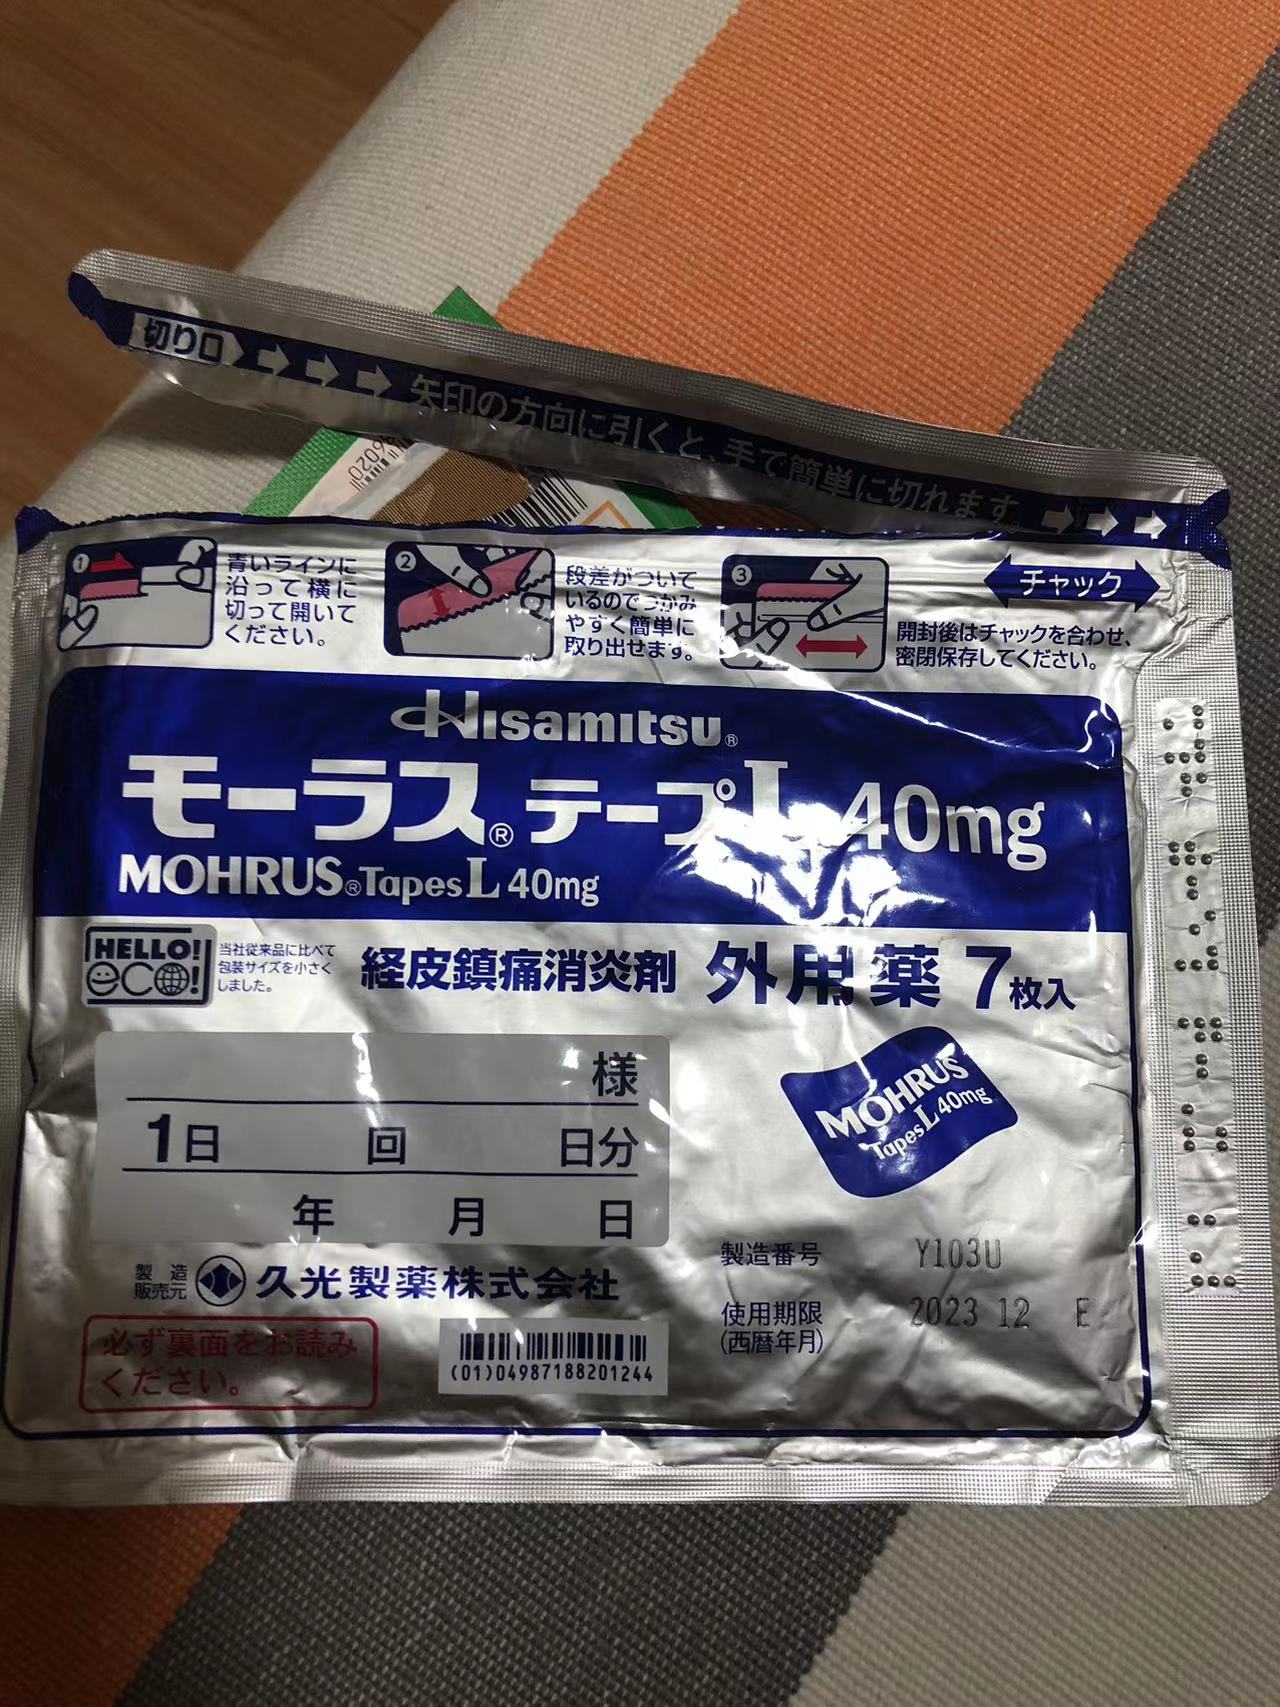 切り口
矢印の方向に引くと、手で簡単に切れます。
1
青いラインに
沿って横に
切って開いて
ください。
2
段差がついて
いるのでつかみ
やすく簡単に
取り出せます。
3
チャック
開封後はチャックを合わせ、
密閉保存してください。
Hisamitsu®
モーラス®テープL 40mg
MOHRUS®Tapes L 40mg
HELLO!
eco!
当社従来品に比べて
包装サイズを小さく
しました。
経皮鎮痛消炎剤 外用薬 7枚入
様
1日 回 日分
年 月 日
MOHRUS
Tapes L 40mg
製造番号 Y103U
使用期限 2023 12 E
(西暦年月)
製造
販売元 久光製薬株式会社
必ず裏面をお読み
ください。
(01)04987188201244